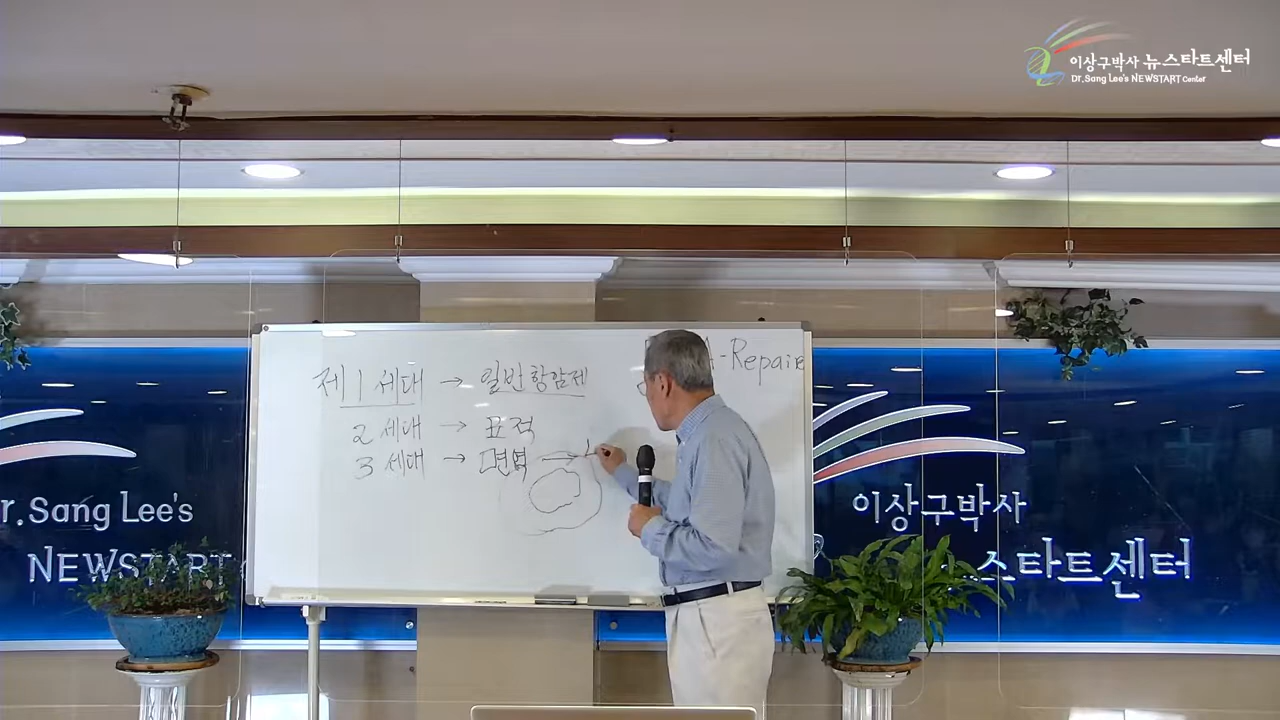 이상구박사 뉴스타트센터
Dr.Sang Lee's NEWSTART Center
A-Repair
제 1 세대 → 일반항암제
2 세대 → 표적
3 세대 → 면역 →
r.Sang Lee's
NEWSTART
이상구박사
스타트센터